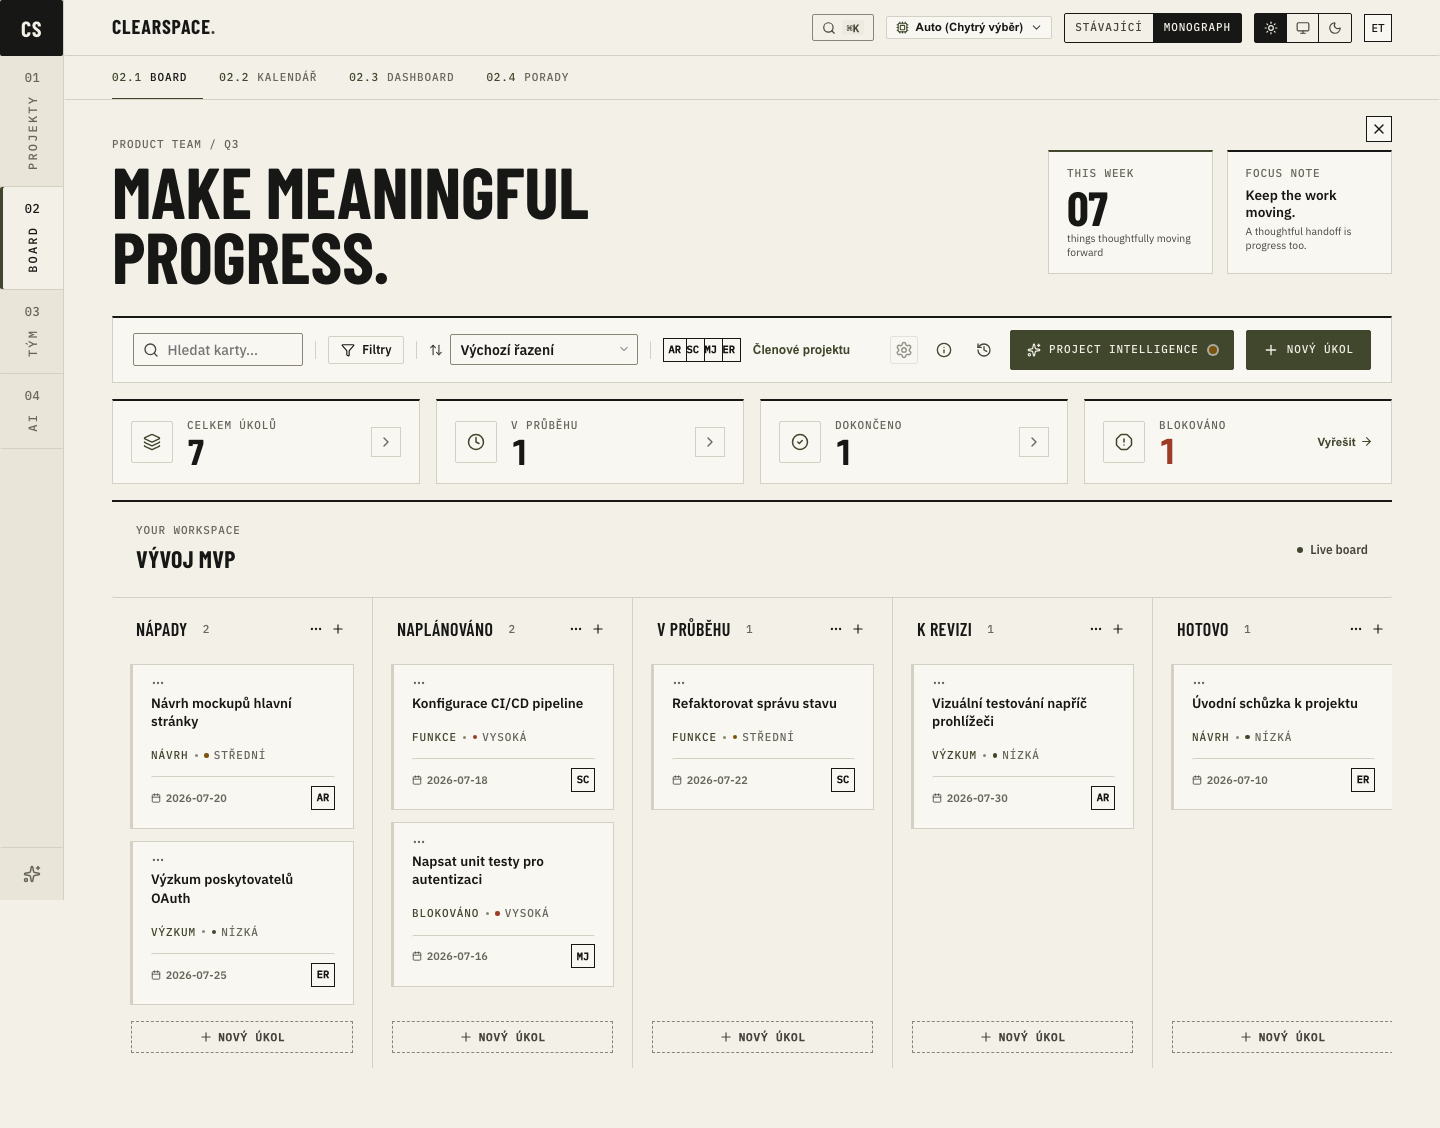 CS
CLEARSPACE.
⌘K
Auto (Chytrý výběr)
STÁVAJÍCÍ
MONOGRAPH
ET
01
PROJEKTY
02
BOARD
03
TÝM
04
AI
02.1 BOARD
02.2 KALENDÁŘ
02.3 DASHBOARD
02.4 PORADY
PRODUCT TEAM / Q3
MAKE MEANINGFUL
PROGRESS.
THIS WEEK
07
things thoughtfully moving
forward
FOCUS NOTE
Keep the work
moving.
A thoughtful handoff is
progress too.
Hledat karty...
Filtry
Výchozí řazení
AR
SC
MJ
ER
Členové projektu
PROJECT INTELLIGENCE
NOVÝ ÚKOL
CELKEM ÚKOLŮ
7
V PRŮBĚHU
1
DOKONČENO
1
BLOKOVÁNO
1
Vyřešit
YOUR WORKSPACE
VÝVOJ MVP
Live board
NÁPADY 2
Návrh mockupů hlavní
stránky
NÁVRH • STŘEDNÍ
2026-07-20
AR
Výzkum poskytovatelů
OAuth
VÝZKUM • NÍZKÁ
2026-07-25
ER
NOVÝ ÚKOL
NAPLÁNOVÁNO 2
Konfigurace CI/CD pipeline
FUNKCE • VYSOKÁ
2026-07-18
SC
Napsat unit testy pro
autentizaci
BLOKOVÁNO • VYSOKÁ
2026-07-16
MJ
NOVÝ ÚKOL
V PRŮBĚHU 1
Refaktorovat správu stavu
FUNKCE • STŘEDNÍ
2026-07-22
SC
NOVÝ ÚKOL
K REVIZI 1
Vizuální testování napříč
prohlížeči
VÝZKUM • NÍZKÁ
2026-07-30
AR
NOVÝ ÚKOL
HOTOVO 1
Úvodní schůzka k projektu
NÁVRH • NÍZKÁ
2026-07-10
ER
NOVÝ ÚKOL